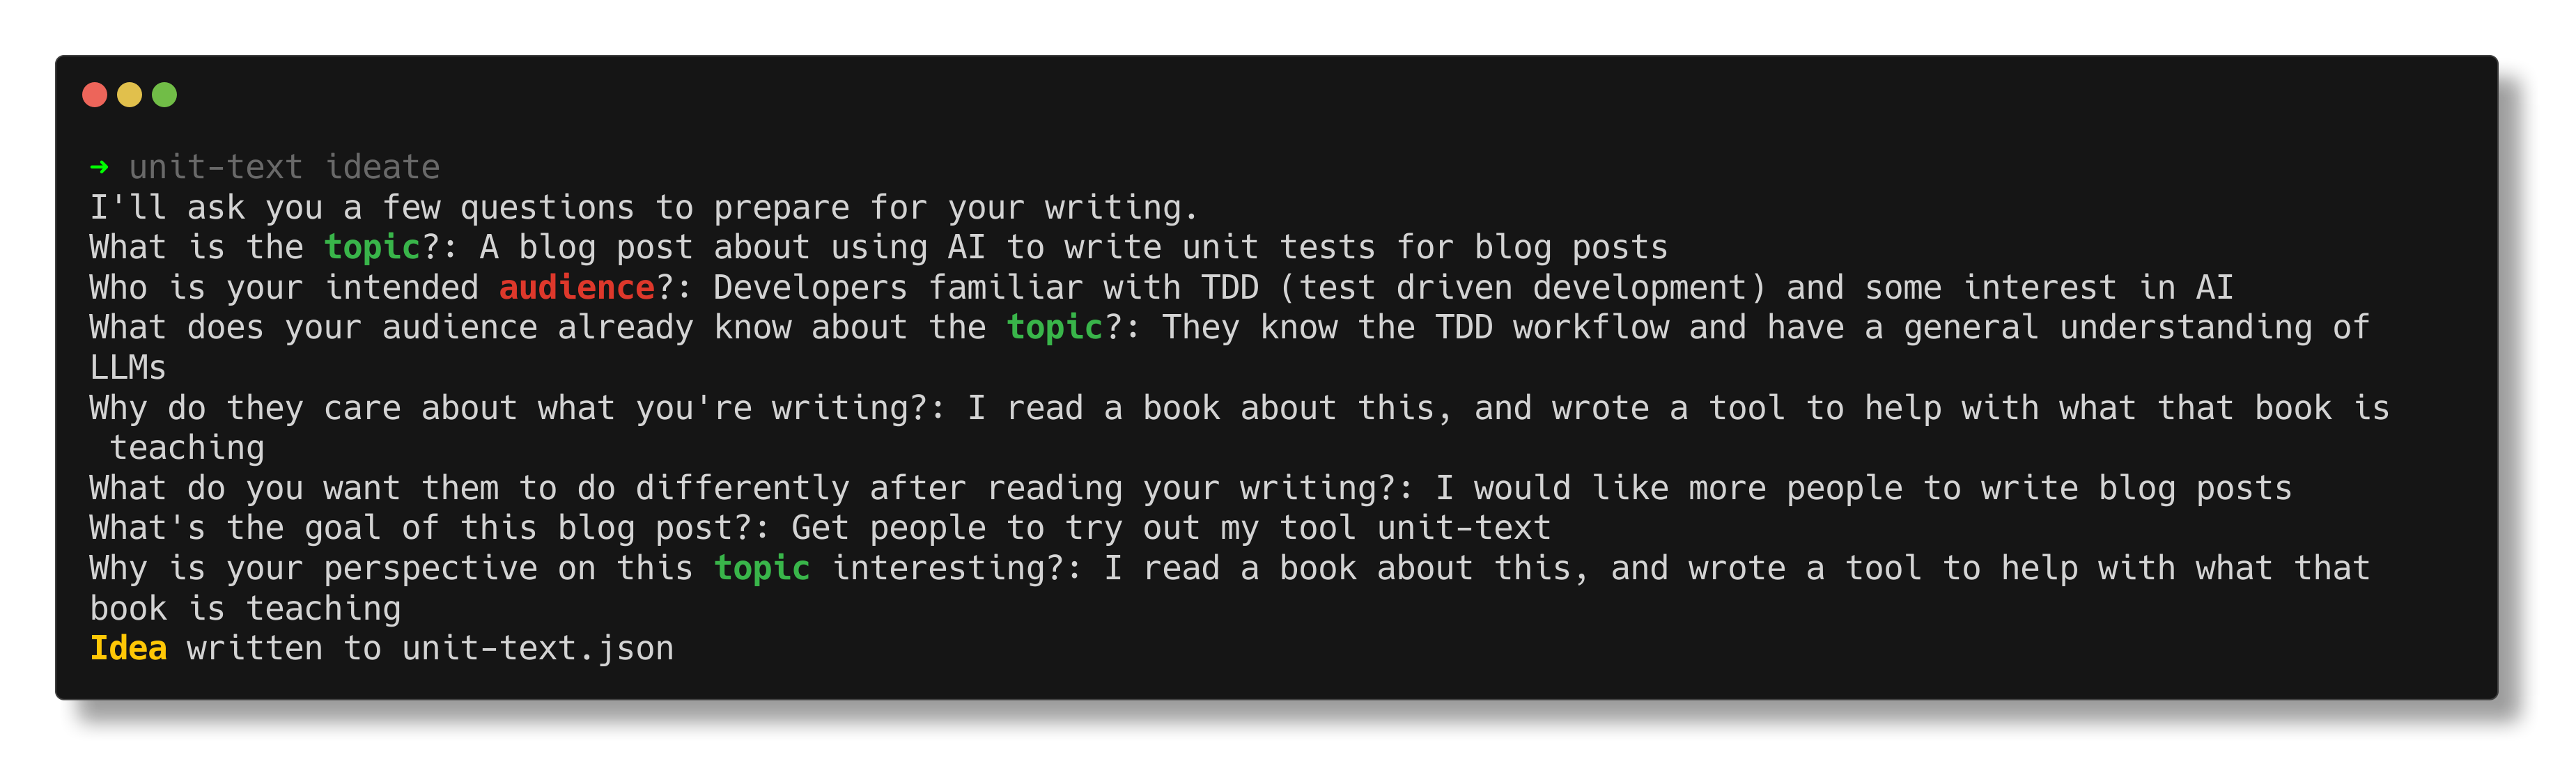 ➜ unit-text ideate
I'll ask you a few questions to prepare for your writing.
What is the topic?: A blog post about using AI to write unit tests for blog posts
Who is your intended audience?: Developers familiar with TDD (test driven development) and some interest in AI
What does your audience already know about the topic?: They know the TDD workflow and have a general understanding of
LLMs
Why do they care about what you're writing?: I read a book about this, and wrote a tool to help with what that book is
 teaching
What do you want them to do differently after reading your writing?: I would like more people to write blog posts
What's the goal of this blog post?: Get people to try out my tool unit-text
Why is your perspective on this topic interesting?: I read a book about this, and wrote a tool to help with what that
book is teaching
Idea written to unit-text.json